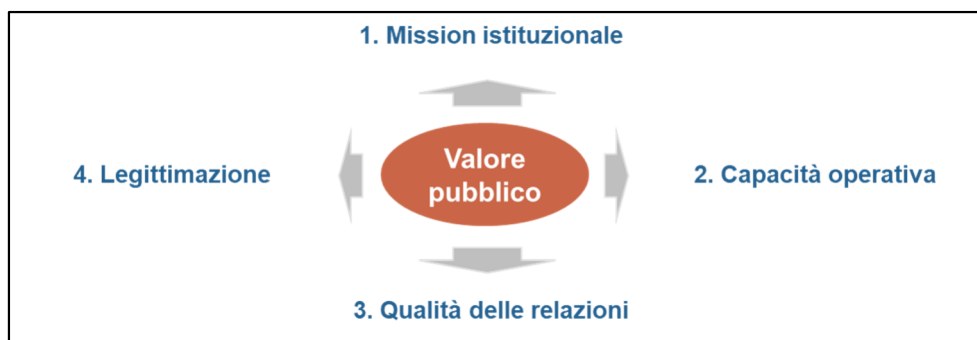 1. Mission istituzionale
4. Legittimazione
Valore
pubblico
2. Capacità operativa
3. Qualità delle relazioni